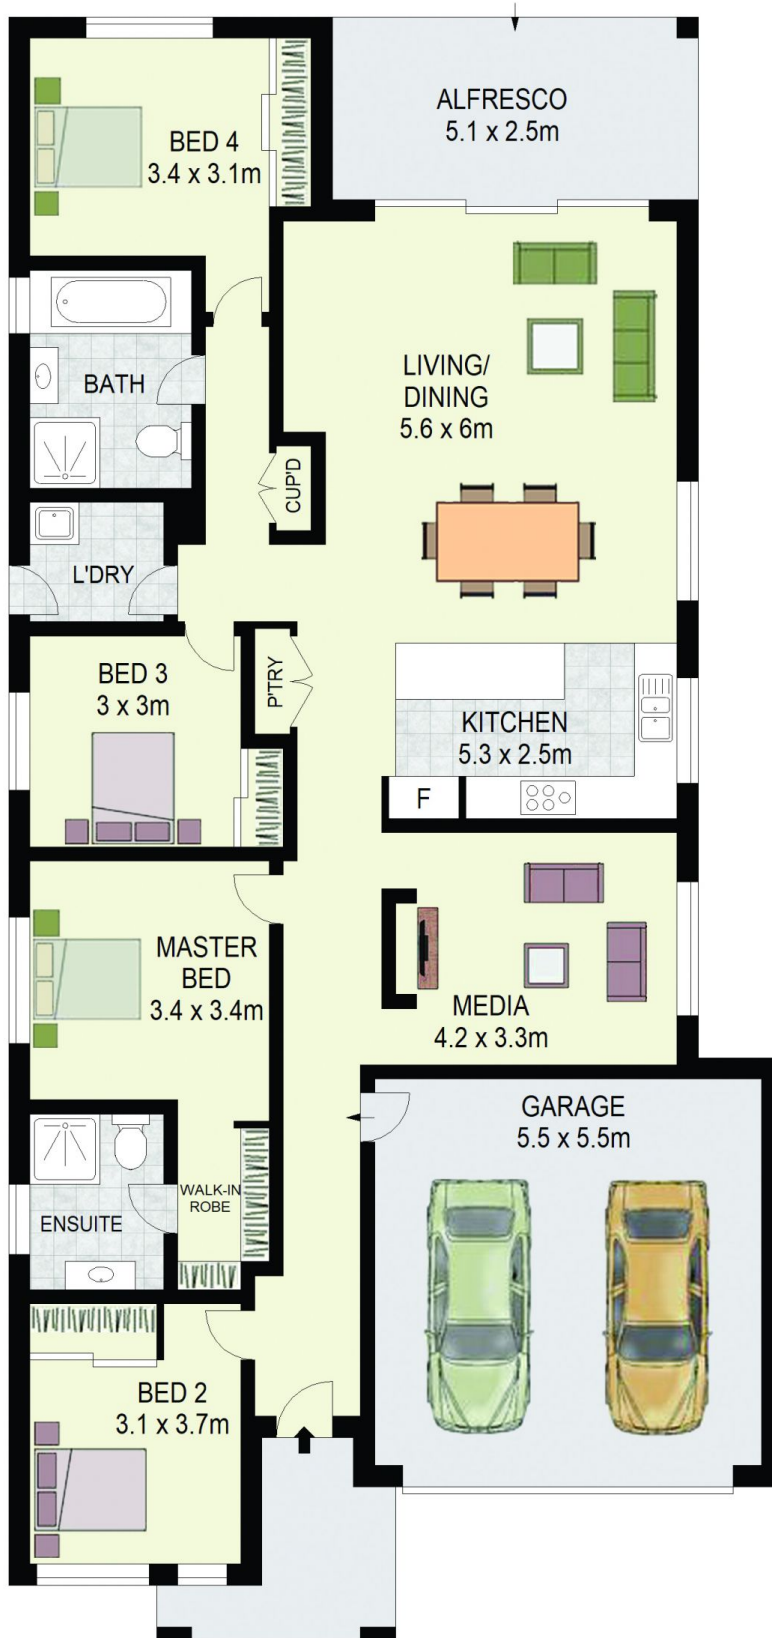 ALFRESCO
5.1 x 2.5m
BED 4
3.4 x 3.1m
LIVING/
DINING
5.6 x 6m
BATH
CUP'D
L'DRY
BED 3
3 x 3m
P'TRY
KITCHEN
5.3 x 2.5m
F
MASTER
BED
3.4 x 3.4m
MEDIA
4.2 x 3.3m
GARAGE
5.5 x 5.5m
WALK-IN
ROBE
ENSUITE
BED 2
3.1 x 3.7m